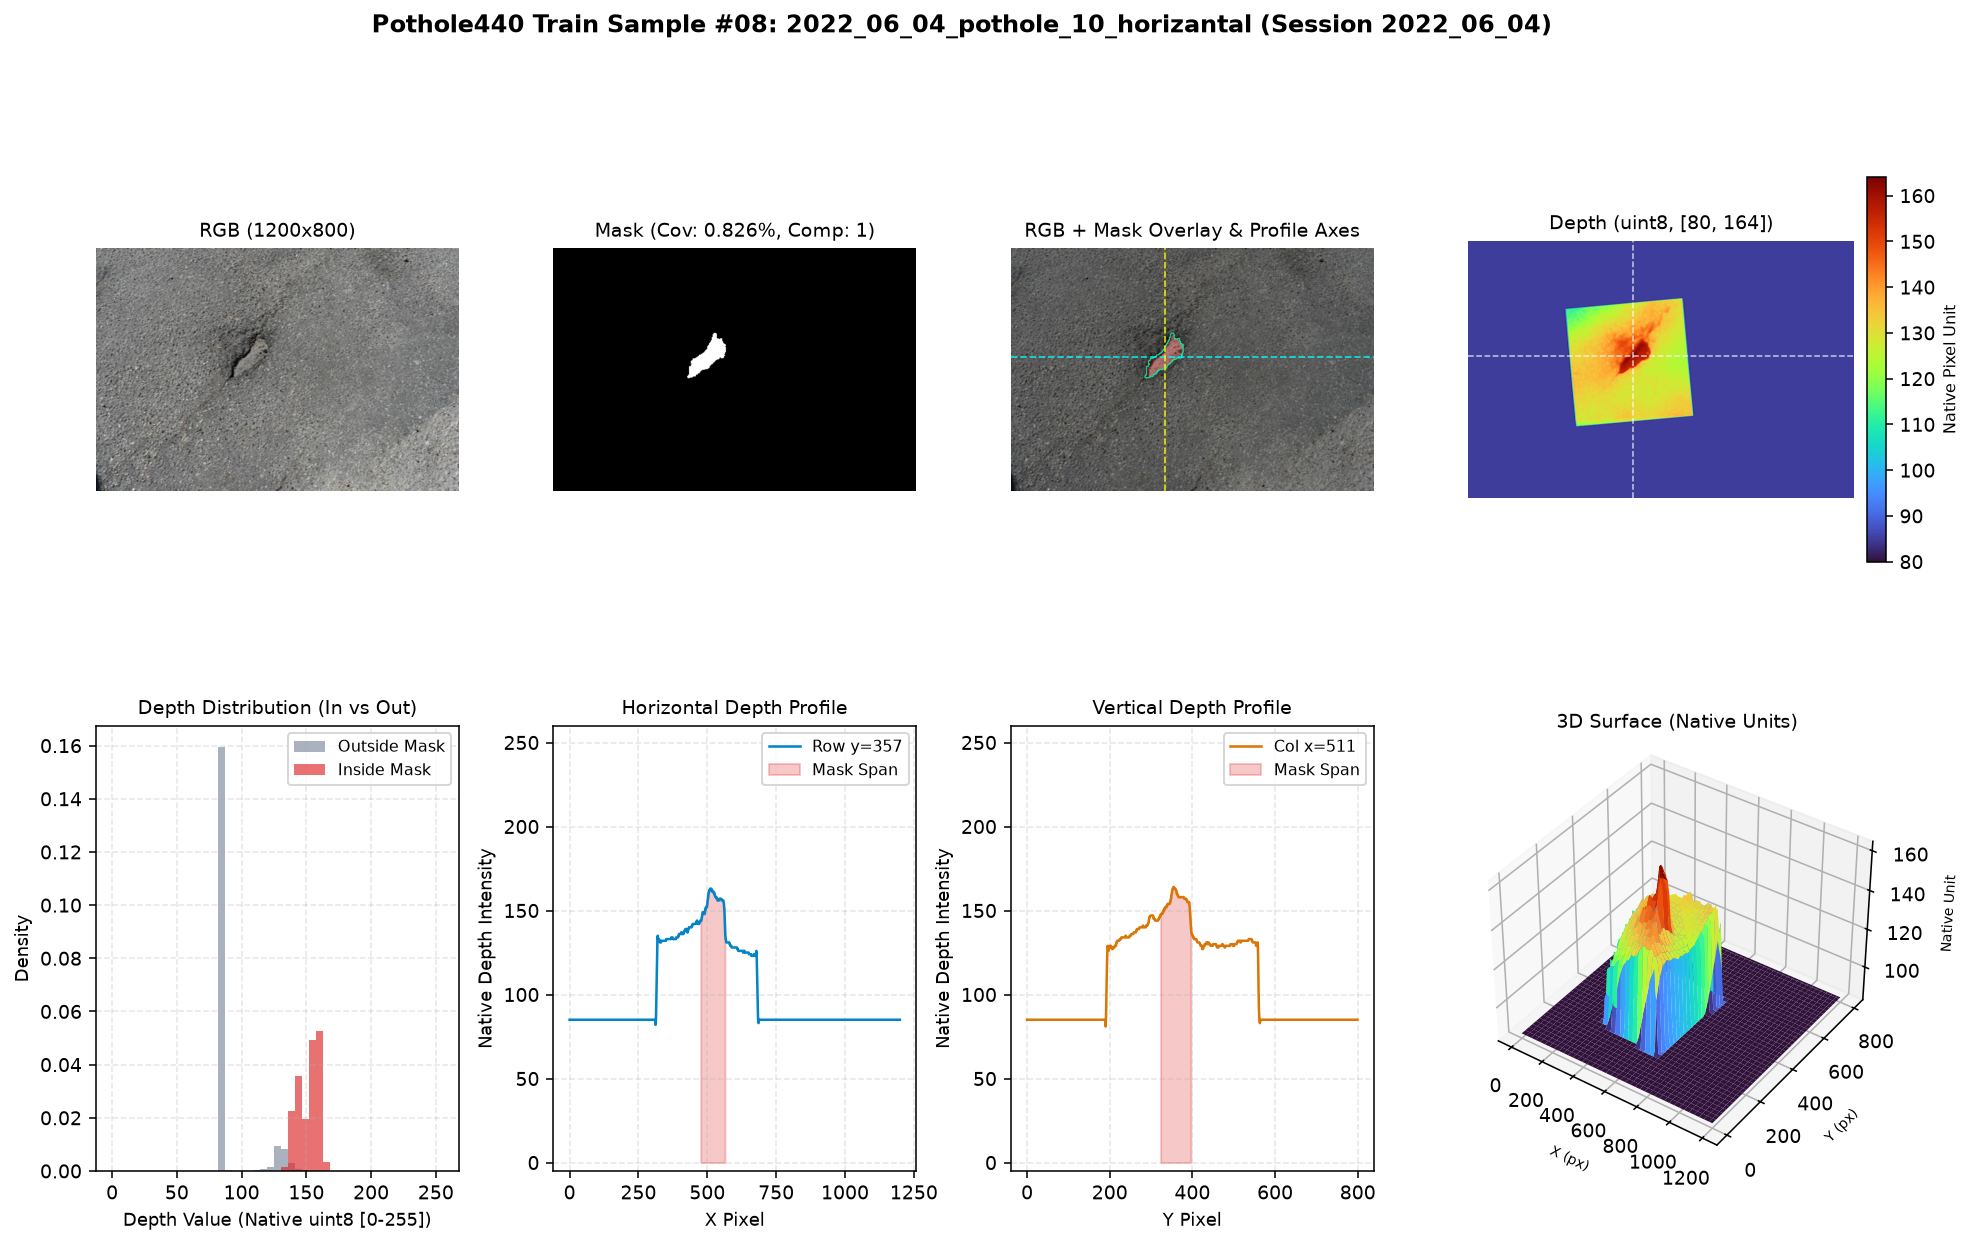 Pothole440 Train Sample #08: 2022_06_04_pothole_10_horizantal (Session 2022_06_04)
RGB (1200x800)
Mask (Cov: 0.826%, Comp: 1)
RGB + Mask Overlay & Profile Axes
Depth (uint8, [80, 164])
160
150
140
130
120
110
100
90
80
Native Pixel Unit
Depth Distribution (In vs Out)
Outside Mask
Inside Mask
0.16
0.14
0.12
0.10
0.08
0.06
0.04
0.02
0.00
Density
0 50 100 150 200 250
Depth Value (Native uint8 [0-255])
Horizontal Depth Profile
Row y=357
Mask Span
250
200
150
100
50
0
Native Depth Intensity
0 250 500 750 1000 1250
X Pixel
Vertical Depth Profile
Col x=511
Mask Span
250
200
150
100
50
0
Native Depth Intensity
0 200 400 600 800
Y Pixel
3D Surface (Native Units)
160
140
120
100
Native Unit
0 200 400 600 800 1000 1200
X (px)
0 200 400 600 800
Y (px)